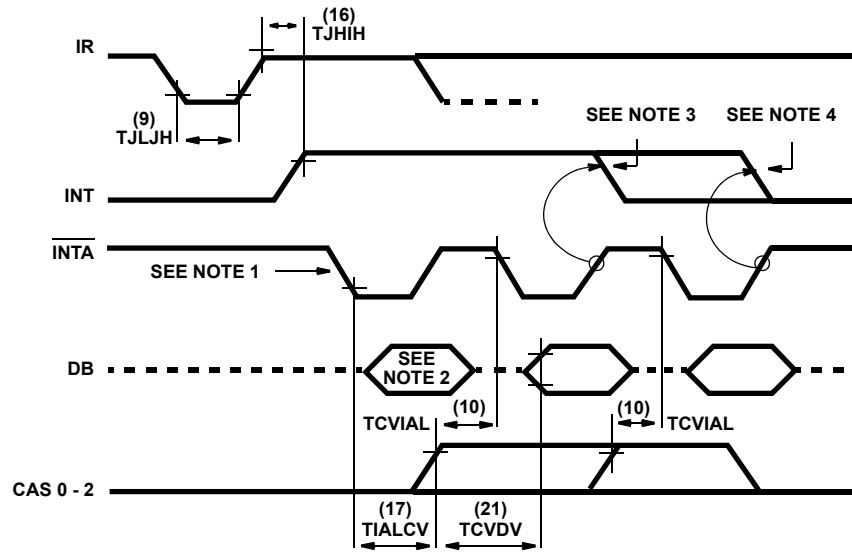 (16)
TJHIH
IR
(9)
TJLJH
SEE NOTE 3
SEE NOTE 4
INT
INTA
SEE NOTE 1
DB
SEE
NOTE 2
TCVIAL
(10)
(10)
TCVIAL
CAS 0 - 2
(17)
TIALCV
(21)
TCVDV